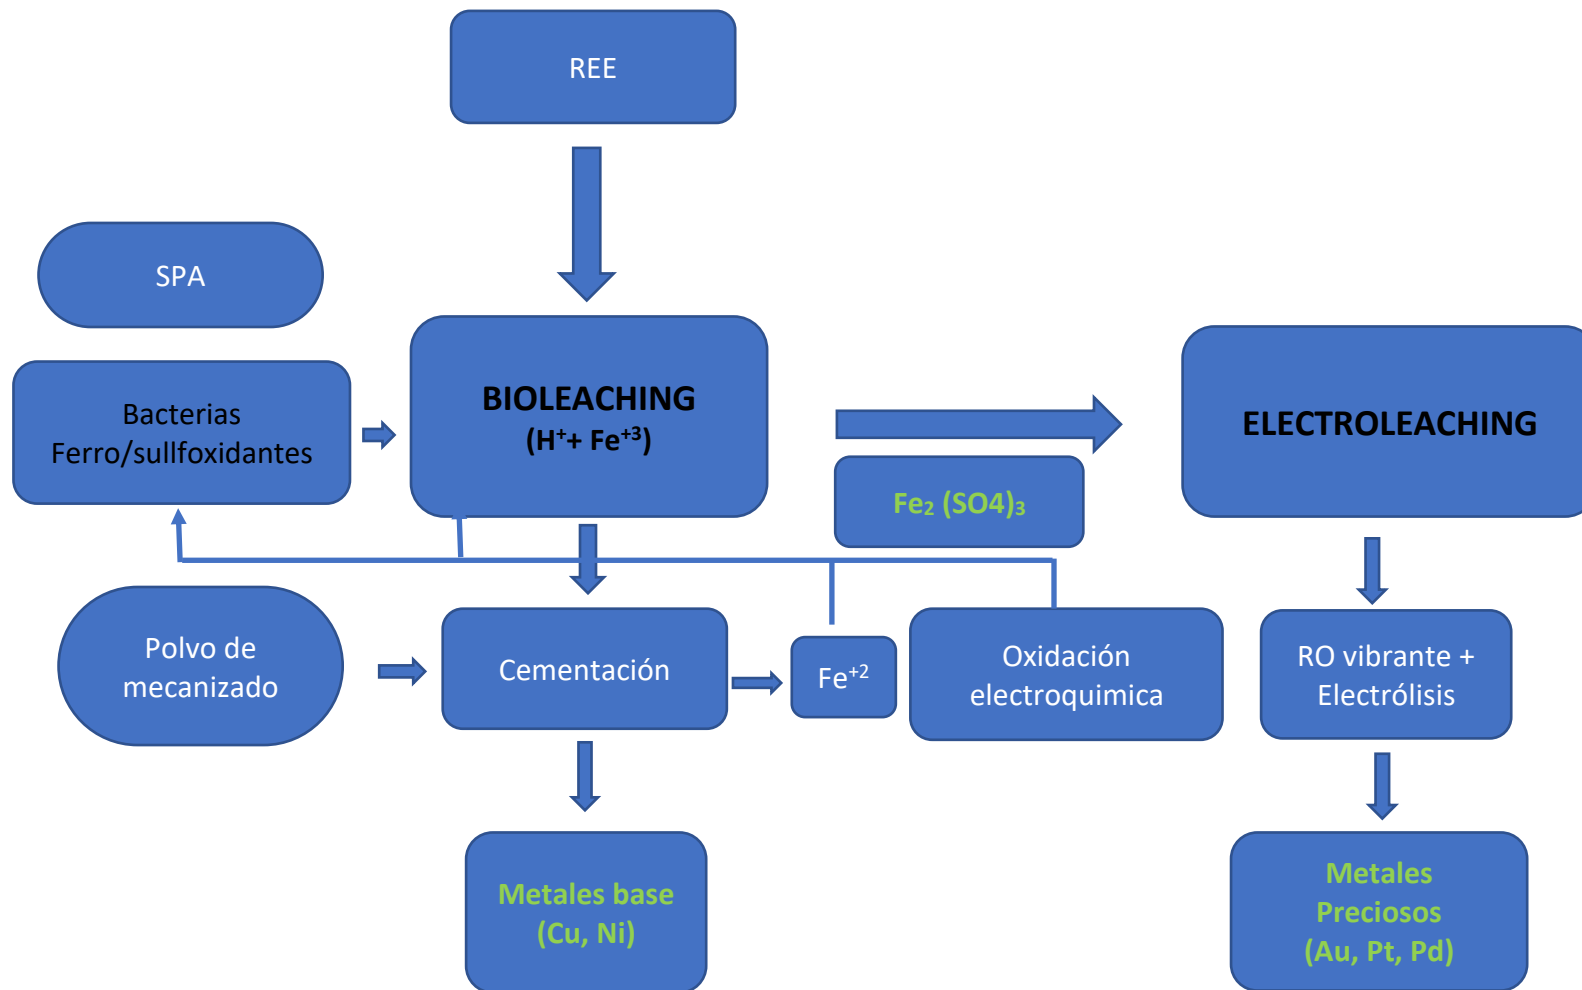 REE
SPA
Bacterias
Ferro/sullfoxidantes
BIOLEACHING
(H⁺+ Fe⁺³)
ELECTROLEACHING
Fe₂ (SO4)₃
Polvo de
mecanizado
Cementación
Fe⁺²
Oxidación
electroquimica
RO vibrante +
Electrólisis
Metales base
(Cu, Ni)
Metales
Preciosos
(Au, Pt, Pd)